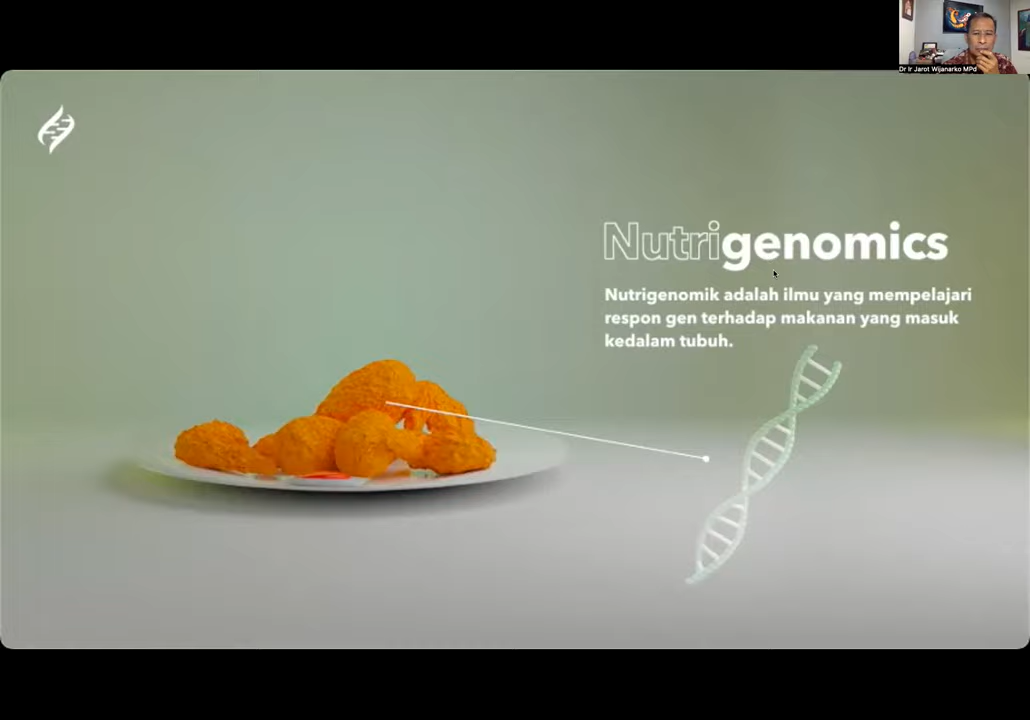 Dr Ir Jarot Wijanarko MPd
Nutrigenomics
Nutrigenomik adalah ilmu yang mempelajari
respon gen terhadap makanan yang masuk
kedalam tubuh.